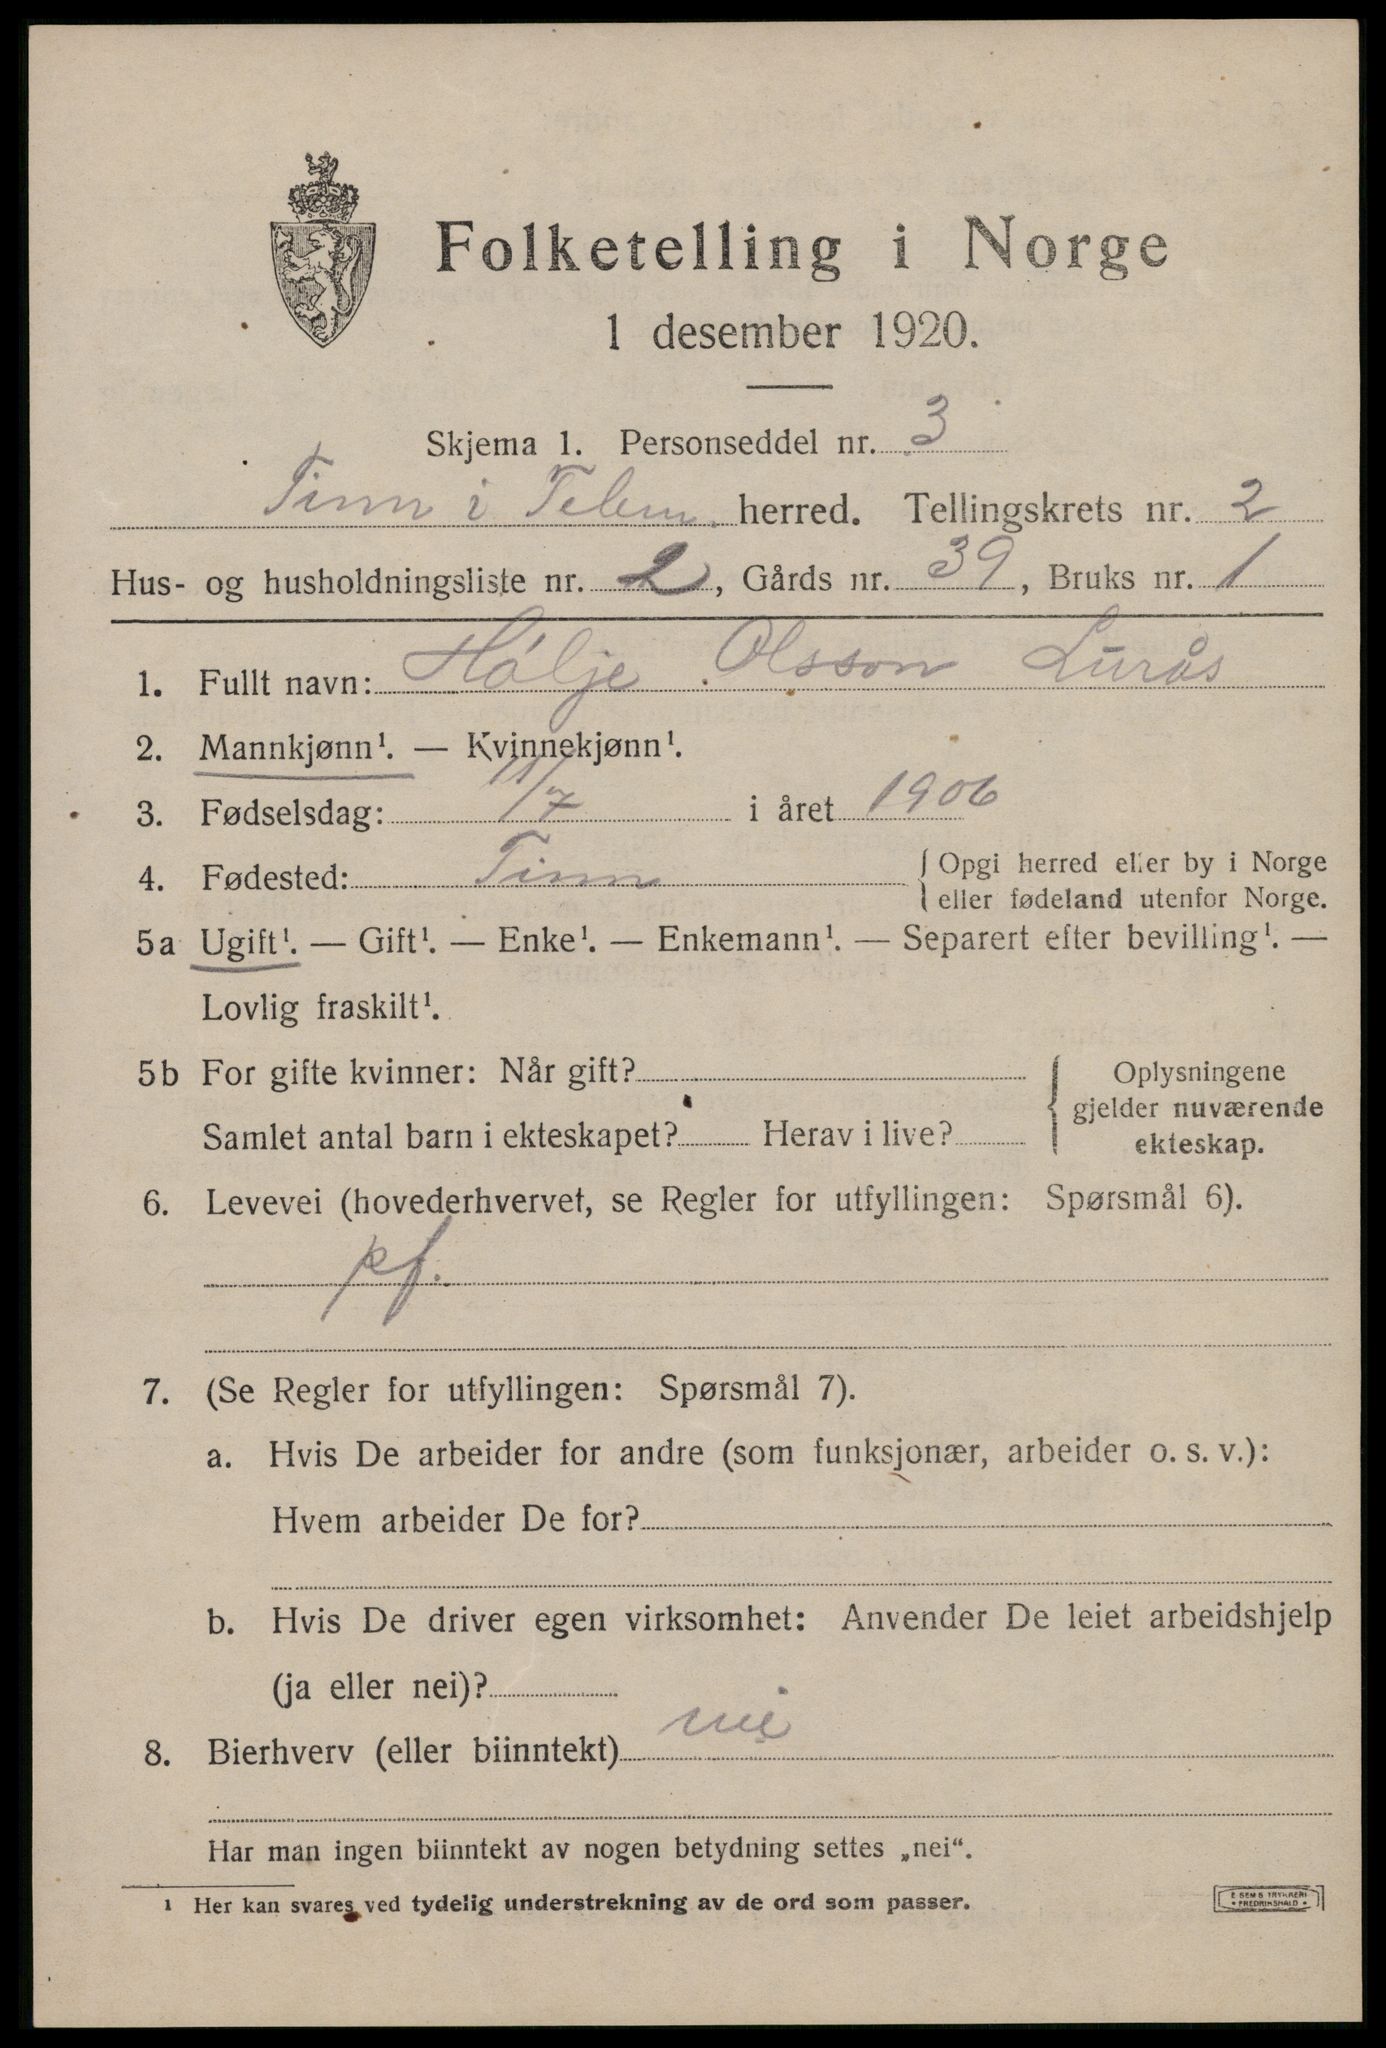 Folketelling i Norge
1 desember 1920.
Skjema 1. Personseddel nr. 3
Tinn i Telem. herred. Tellingskrets nr. 2
Hus- og husholdningsliste nr. 2, Gårds nr. 39, Bruks nr. 1
1. Fullt navn: Hålje Olsson Lurås
2. Mannkjønn¹. — Kvinnekjønn¹.
3. Fødselsdag: 11/7 i året 1906
4. Fødested: Tinn { Opgi herred eller by i Norge
eller fødeland utenfor Norge.
5a Ugift¹. — Gift¹. — Enke¹. — Enkemann¹. — Separert efter bevilling¹. —
Lovlig fraskilt¹.
5b For gifte kvinner: Når gift?
Samlet antal barn i ekteskapet? Herav i live?
{ Oplysningene
gjelder nuværende
ekteskap.
6. Levevei (hovederhvervet, se Regler for utfyllingen: Spørsmål 6).
pf.
7. (Se Regler for utfyllingen: Spørsmål 7).
a. Hvis De arbeider for andre (som funksjonær, arbeider o. s. v.):
Hvem arbeider De for?
b. Hvis De driver egen virksomhet: Anvender De leiet arbeidshjelp
(ja eller nei)?
8. Bierhverv (eller biinntekt) nei
Har man ingen biinntekt av nogen betydning settes „nei“.
¹ Her kan svares ved tydelig understrekning av de ord som passer.
E SEMS TRYKKERI
• FREDRIKSHALD •